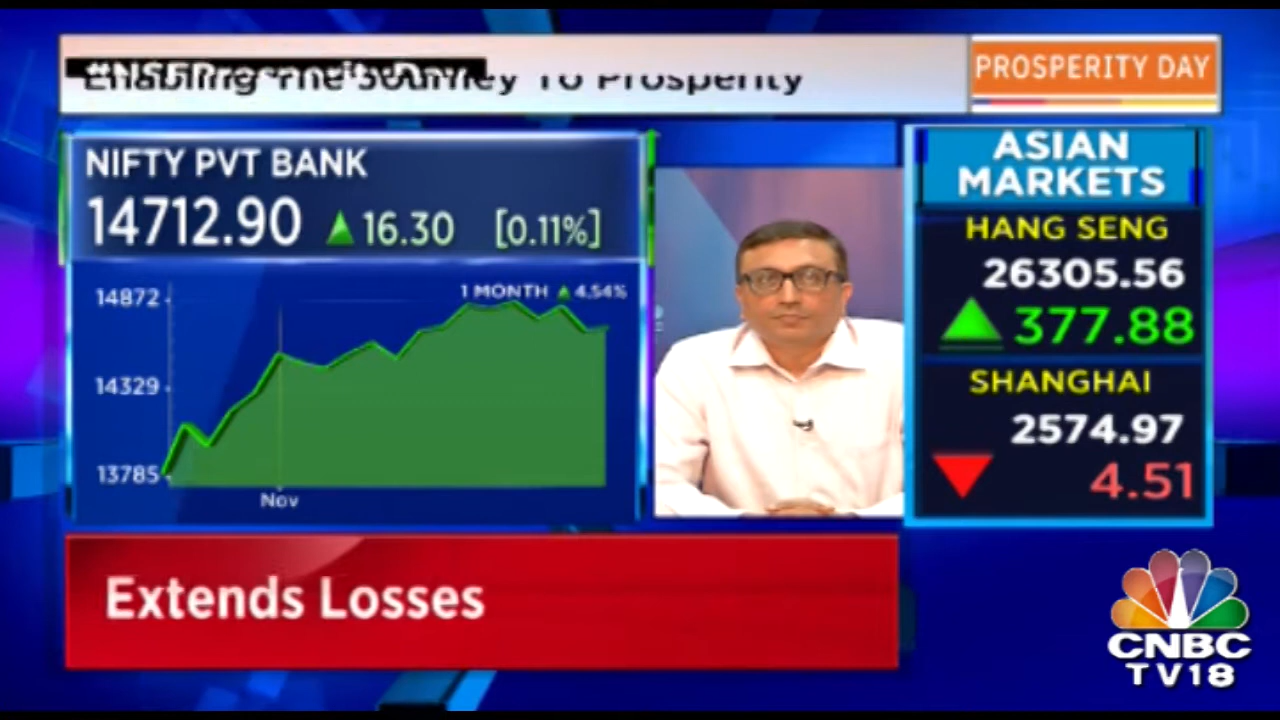 #NSEProsperityDay
Enabling The Journey To Prosperity
PROSPERITY DAY
NIFTY PVT BANK
14712.90 ▲ 16.30 [0.11%]
1 MONTH ▲ 4.54%
14872
14329
13785
Nov
ASIAN
MARKETS
HANG SENG
26305.56
▲ 377.88
SHANGHAI
2574.97
▼ 4.51
Extends Losses
CNBC
TV18